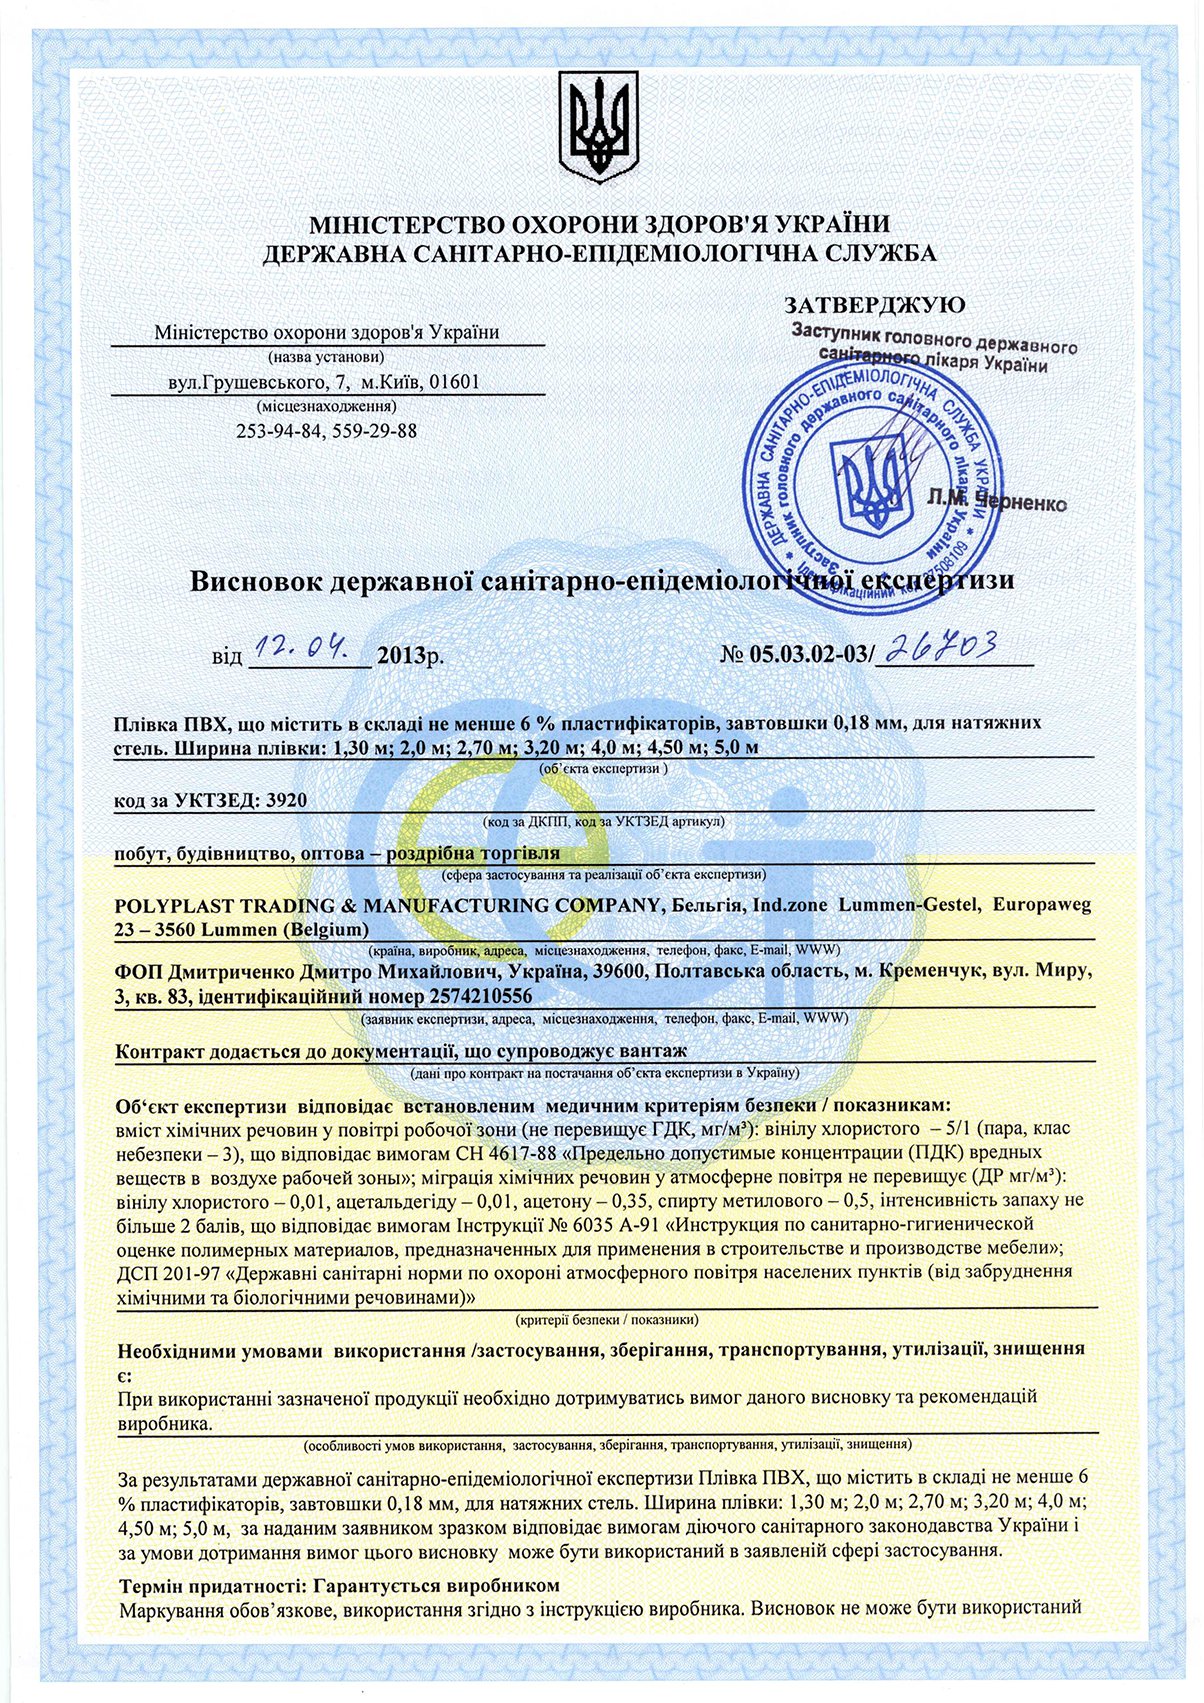 МІНІСТЕРСТВО ОХОРОНИ ЗДОРОВ'Я УКРАЇНИ
ДЕРЖАВНА САНІТАРНО-ЕПІДЕМІОЛОГІЧНА СЛУЖБА
ЗАТВЕРДЖУЮ
Заступник головного державного
санітарного лікаря України
Міністерство охорони здоров'я України
(назва установи)
вул.Грушевського, 7, м.Київ, 01601
(місцезнаходження)
253-94-84, 559-29-88
ДЕРЖАВНА САНІТАРНО-ЕПІДЕМІОЛОГІЧНА СЛУЖБА УКРАЇНИ
Заступник головного державного санітарного лікаря України
Ідентифікаційний код 37508109
Л.М. Черненко
Висновок державної санітарно-епідеміологічної експертизи
від 12.04. 2013р.
№ 05.03.02-03/26703
Плівка ПВХ, що містить в складі не менше 6 % пластифікаторів, завтовшки 0,18 мм, для натяжних
стель. Ширина плівки: 1,30 м; 2,0 м; 2,70 м; 3,20 м; 4,0 м; 4,50 м; 5,0 м
(об’єкта експертизи )
код за УКТЗЕД: 3920
(код за ДКПП, код за УКТЗЕД артикул)
побут, будівництво, оптова – роздрібна торгівля
(сфера застосування та реалізації об’єкта експертизи)
POLYPLAST TRADING & MANUFACTURING COMPANY, Бельгія, Ind.zone Lummen-Gestel, Europaweg
23 – 3560 Lummen (Belgium)
(країна, виробник, адреса, місцезнаходження, телефон, факс, E-mail, WWW)
ФОП Дмитриченко Дмитро Михайлович, Україна, 39600, Полтавська область, м. Кременчук, вул. Миру,
3, кв. 83, ідентифікаційний номер 2574210556
(заявник експертизи, адреса, місцезнаходження, телефон, факс, E-mail, WWW)
Контракт додається до документації, що супроводжує вантаж
(дані про контракт на постачання об’єкта експертизи в Україну)
Об‘єкт експертизи відповідає встановленим медичним критеріям безпеки / показникам:
вміст хімічних речовин у повітрі робочої зони (не перевищує ГДК, мг/м³): вінілу хлористого – 5/1 (пара, клас
небезпеки – 3), що відповідає вимогам СН 4617-88 «Предельно допустимые концентрации (ПДК) вредных
веществ в воздухе рабочей зоны»; міграція хімічних речовин у атмосферне повітря не перевищує (ДР мг/м³):
вінілу хлористого – 0,01, ацетальдегіду – 0,01, ацетону – 0,35, спирту метилового – 0,5, інтенсивність запаху не
більше 2 балів, що відповідає вимогам Інструкції № 6035 А-91 «Инструкция по санитарно-гигиенической
оценке полимерных материалов, предназначенных для применения в строительстве и производстве мебели»;
ДСП 201-97 «Державні санітарні норми по охороні атмосферного повітря населених пунктів (від забруднення
хімічними та біологічними речовинами)»
(критерії безпеки / показники)
Необхідними умовами використання /застосування, зберігання, транспортування, утилізації, знищення
є:
При використанні зазначеної продукції необхідно дотримуватись вимог даного висновку та рекомендацій
виробника.
(особливості умов використання, застосування, зберігання, транспортування, утилізації, знищення)
За результатами державної санітарно-епідеміологічної експертизи Плівка ПВХ, що містить в складі не менше 6
% пластифікаторів, завтовшки 0,18 мм, для натяжних стель. Ширина плівки: 1,30 м; 2,0 м; 2,70 м; 3,20 м; 4,0 м;
4,50 м; 5,0 м, за наданим заявником зразком відповідає вимогам діючого санітарного законодавства України і
за умови дотримання вимог цього висновку може бути використаний в заявленій сфері застосування.
Термін придатності: Гарантується виробником
Маркування обов’язкове, використання згідно з інструкцією виробника. Висновок не може бути використаний